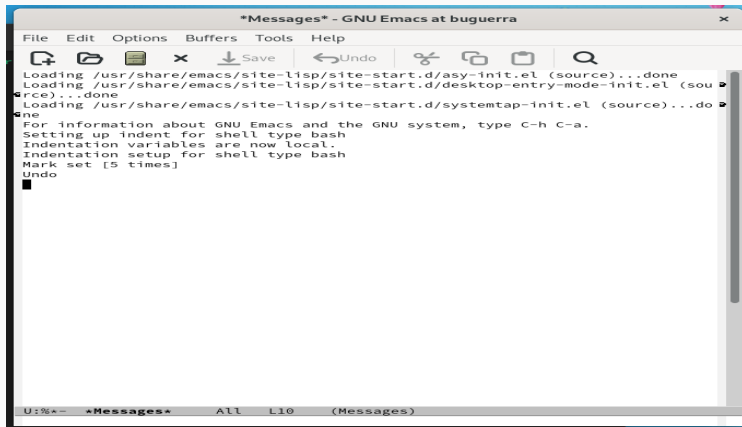 *Messages* - GNU Emacs at buguerra
File Edit Options Buffers Tools Help
Save Undo
Loading /usr/share/emacs/site-lisp/site-start.d/asy-init.el (source)...done
Loading /usr/share/emacs/site-lisp/site-start.d/desktop-entry-mode-init.el (sou
rce)...done
Loading /usr/share/emacs/site-lisp/site-start.d/systemtap-init.el (source)...do
ne
For information about GNU Emacs and the GNU system, type C-h C-a.
Setting up indent for shell type bash
Indentation variables are now local.
Indentation setup for shell type bash
Mark set [5 times]
Undo
U:%*- *Messages* All L10 (Messages)